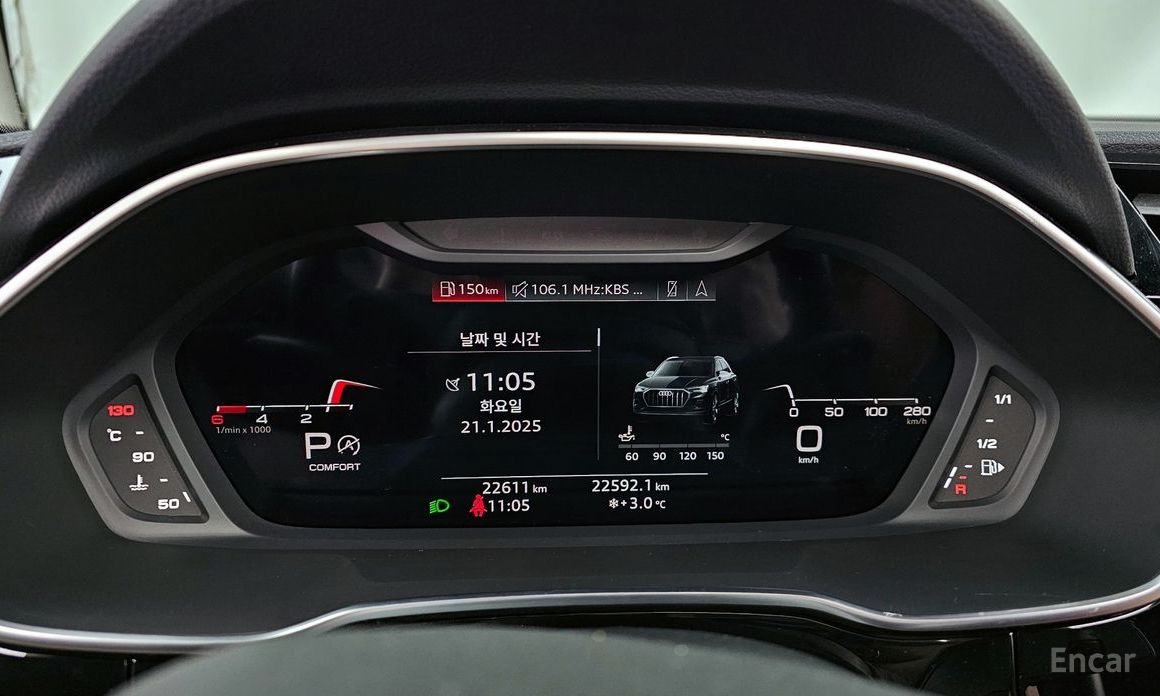 150 km 106.1 MHz:KBS ...
날짜 및 시간
11:05
화요일
21.1.2025
°C
60 90 120 150
6 4 2
1/min x 1000
P
COMFORT
0 50 100 280
km/h
0
km/h
130
°C
90
50
1/1
1/2
R
22611 km 22592.1 km
11:05 +3.0 °C
Encar